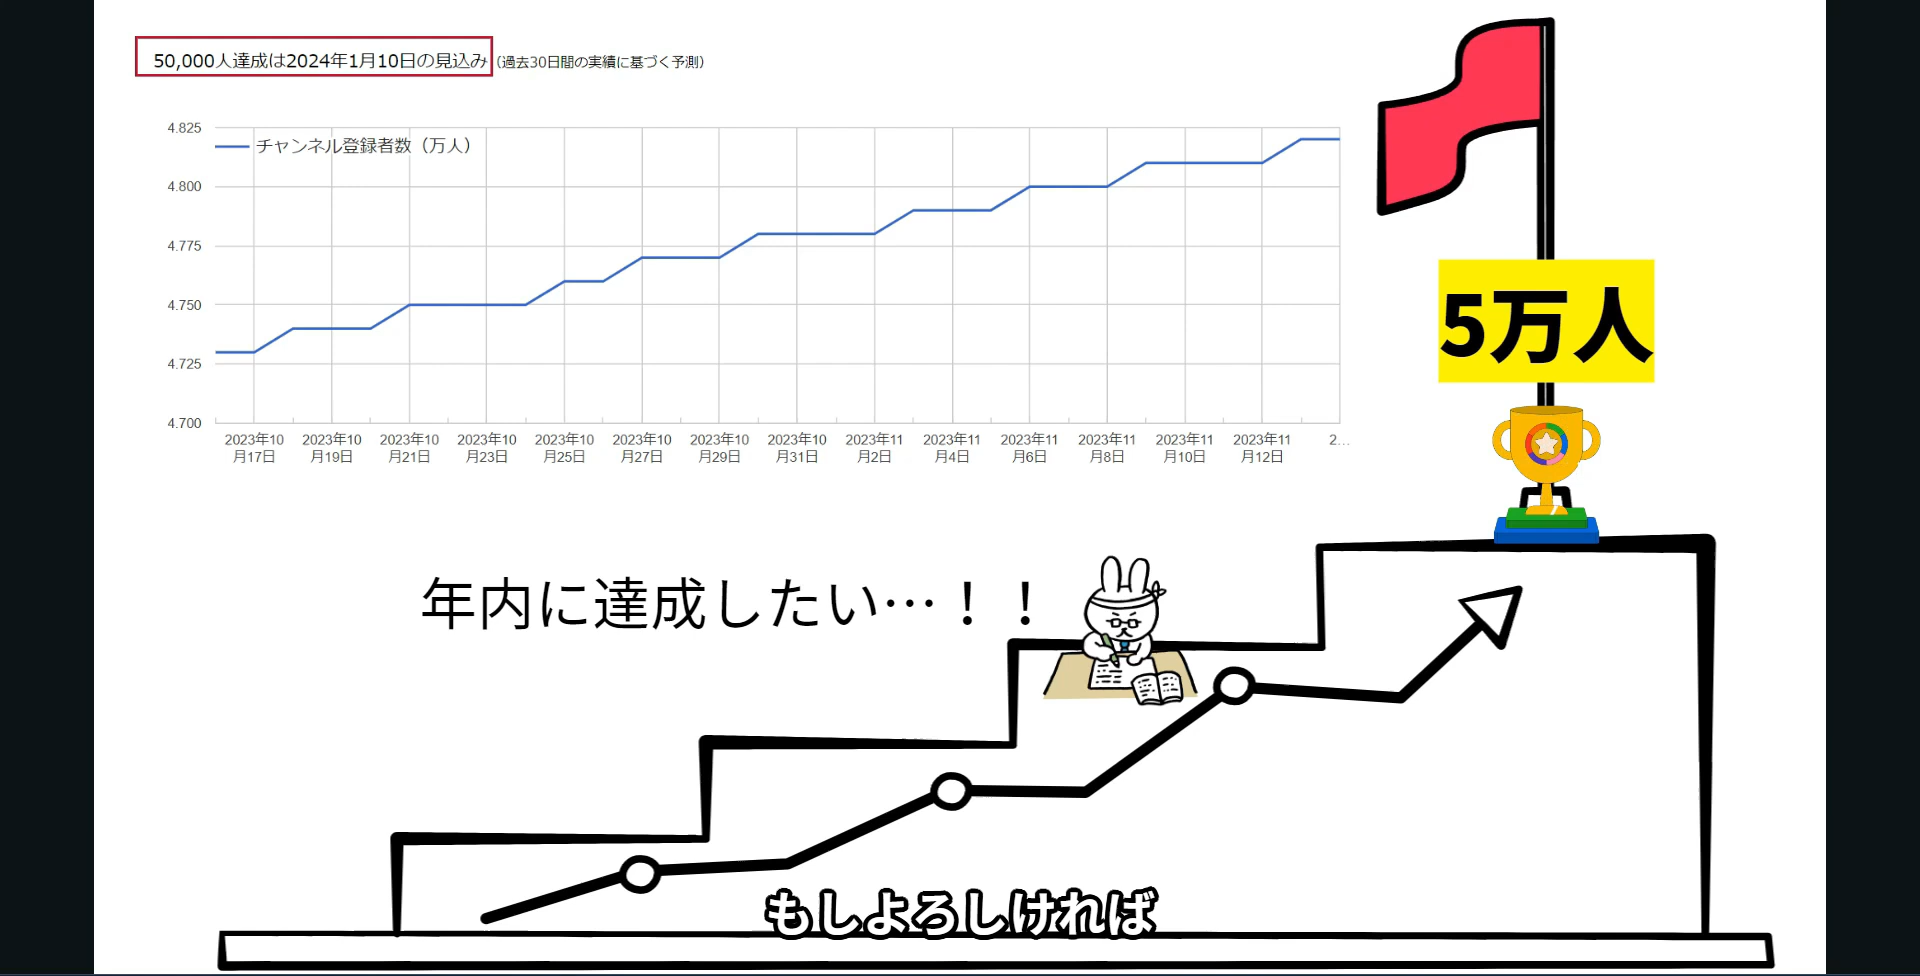 50,000人達成は2024年1月10日の見込み（過去30日間の実績に基づく予測）
4.825
チャンネル登録者数（万人）
4.800
4.775
4.750
4.725
4.700
2023年10月17日
2023年10月19日
2023年10月21日
2023年10月23日
2023年10月25日
2023年10月27日
2023年10月29日
2023年10月31日
2023年11月2日
2023年11月4日
2023年11月6日
2023年11月8日
2023年11月10日
2023年11月12日
2…
5万人
年内に達成したい…！！
もしよろしければ